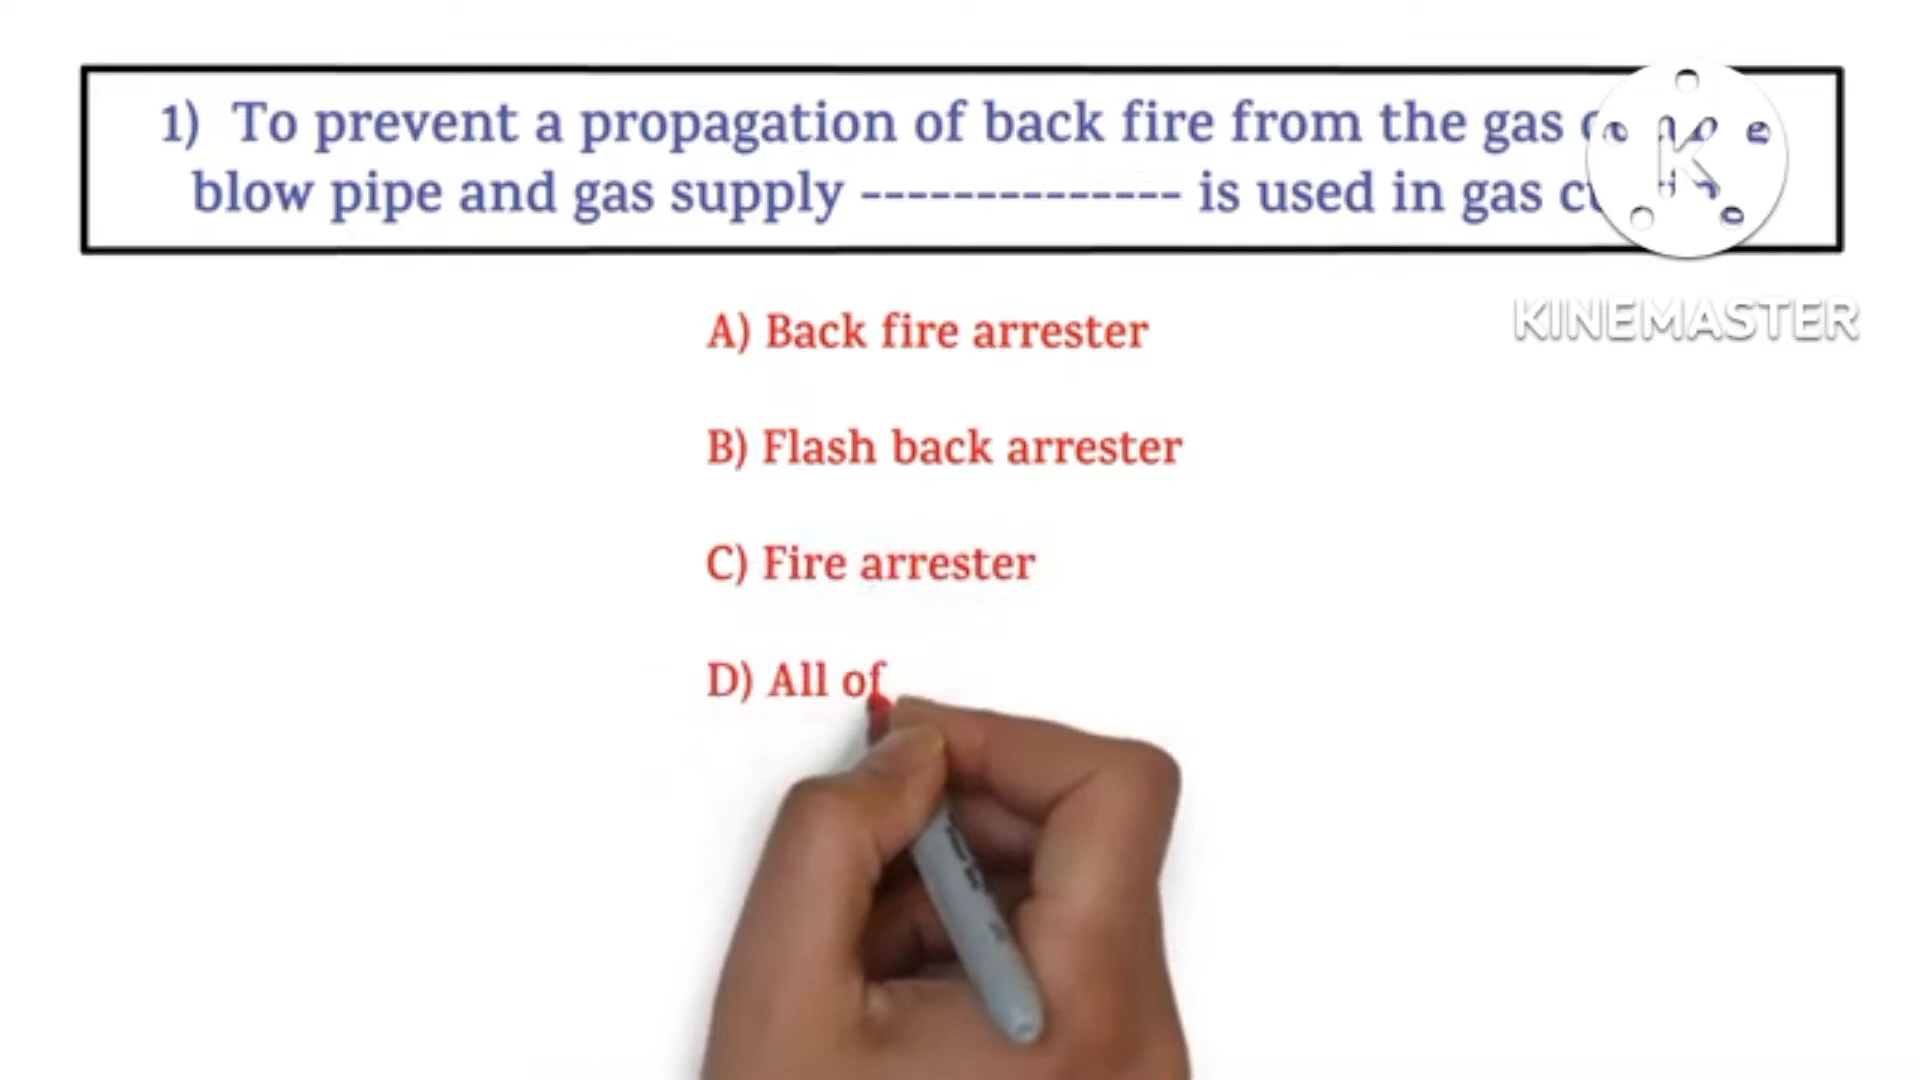 1) To prevent a propagation of back fire from the gas
blow pipe and gas supply -------------- is used in gas
A) Back fire arrester
KINEMASTER
B) Flash back arrester
C) Fire arrester
D) All of